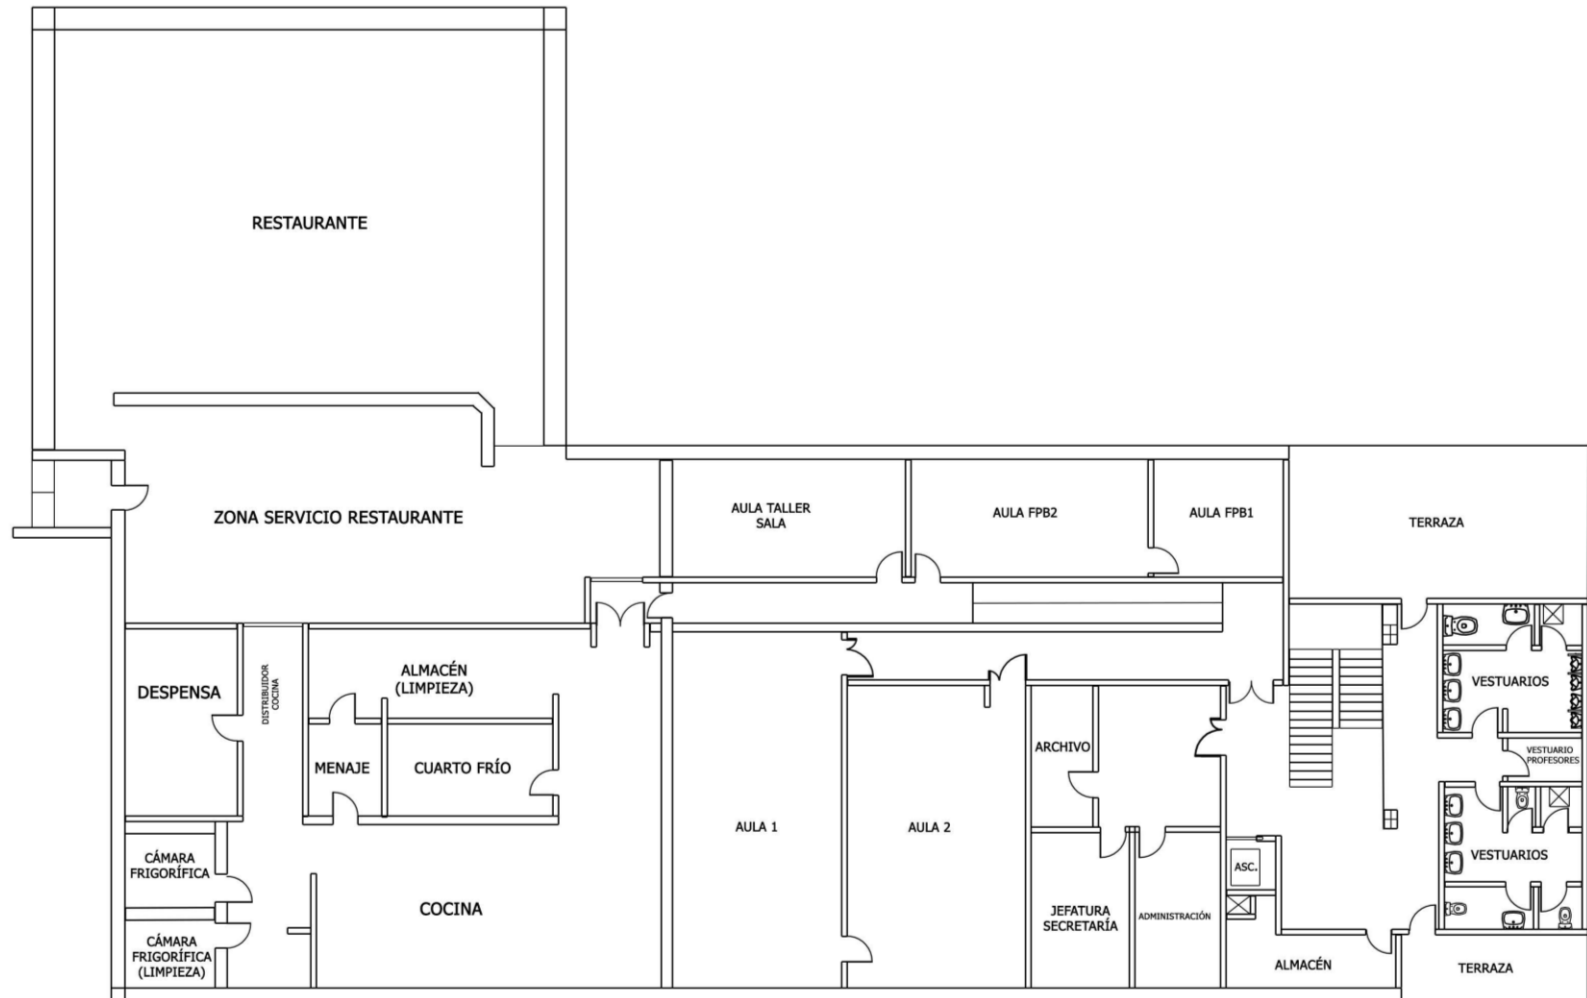 RESTAURANTE
ZONA SERVICIO RESTAURANTE
AULA TALLER
SALA
AULA FPB2
AULA FPB1
TERRAZA
DESPENSA
DISTRIBUIDOR
COCINA
ALMACÉN
(LIMPIEZA)
MENAJE
CUARTO FRÍO
ARCHIVO
VESTUARIOS
VESTUARIO
PROFESORES
AULA 1
AULA 2
CÁMARA
FRIGORÍFICA
COCINA
JEFATURA
SECRETARÍA
ADMINISTRACIÓN
ASC.
VESTUARIOS
CÁMARA
FRIGORÍFICA
(LIMPIEZA)
ALMACÉN
TERRAZA